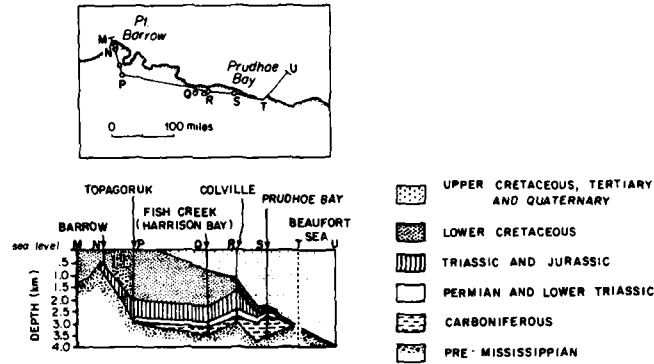 Pt.
Barrow
M
N
P
Prudhoe
Bay
U
Q
R
S
T
0 100 miles
TOPAGORUK
COLVILLE
FISH CREEK
(HARRISON BAY)
PRUDHOE BAY
BARROW
BEAUFORT
SEA
sea level
M N P Q R S T U
.5
1.0
1.5
2.0
2.5
3.0
3.5
4.0
DEPTH (km)
UPPER CRETACEOUS, TERTIARY
AND QUATERNARY
LOWER CRETACEOUS
TRIASSIC AND JURASSIC
PERMIAN AND LOWER TRIASSIC
CARBONIFEROUS
PRE-MISSISSIPPIAN